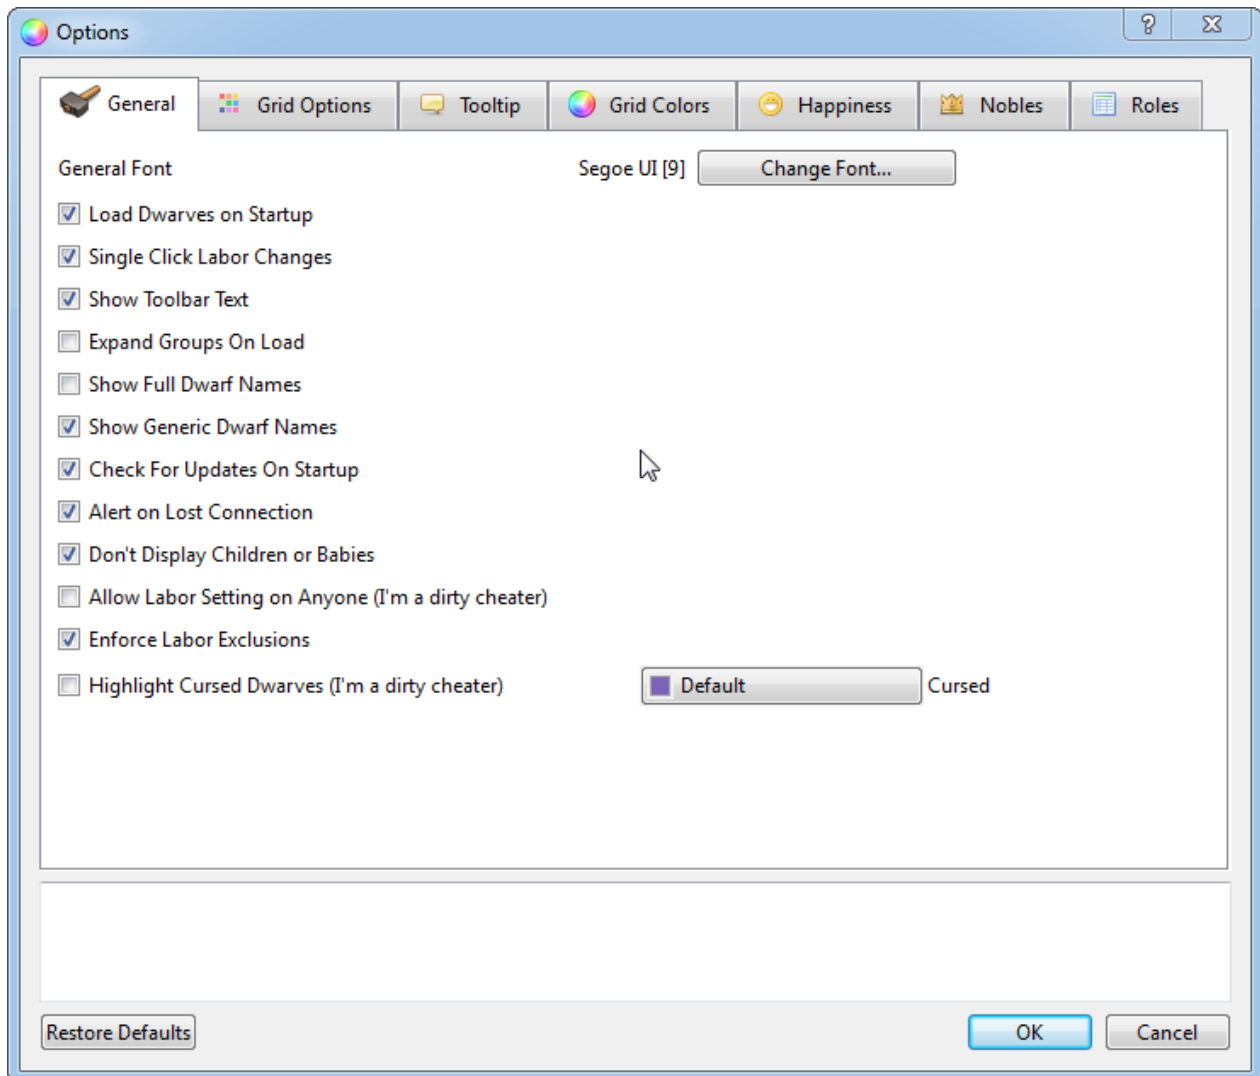 Options
General Grid Options Tooltip Grid Colors Happiness Nobles Roles
General Font Segoe UI [9] Change Font...
Load Dwarves on Startup
Single Click Labor Changes
Show Toolbar Text
Expand Groups On Load
Show Full Dwarf Names
Show Generic Dwarf Names
Check For Updates On Startup
Alert on Lost Connection
Don't Display Children or Babies
Allow Labor Setting on Anyone (I'm a dirty cheater)
Enforce Labor Exclusions
Highlight Cursed Dwarves (I'm a dirty cheater) Default Cursed
Restore Defaults OK Cancel